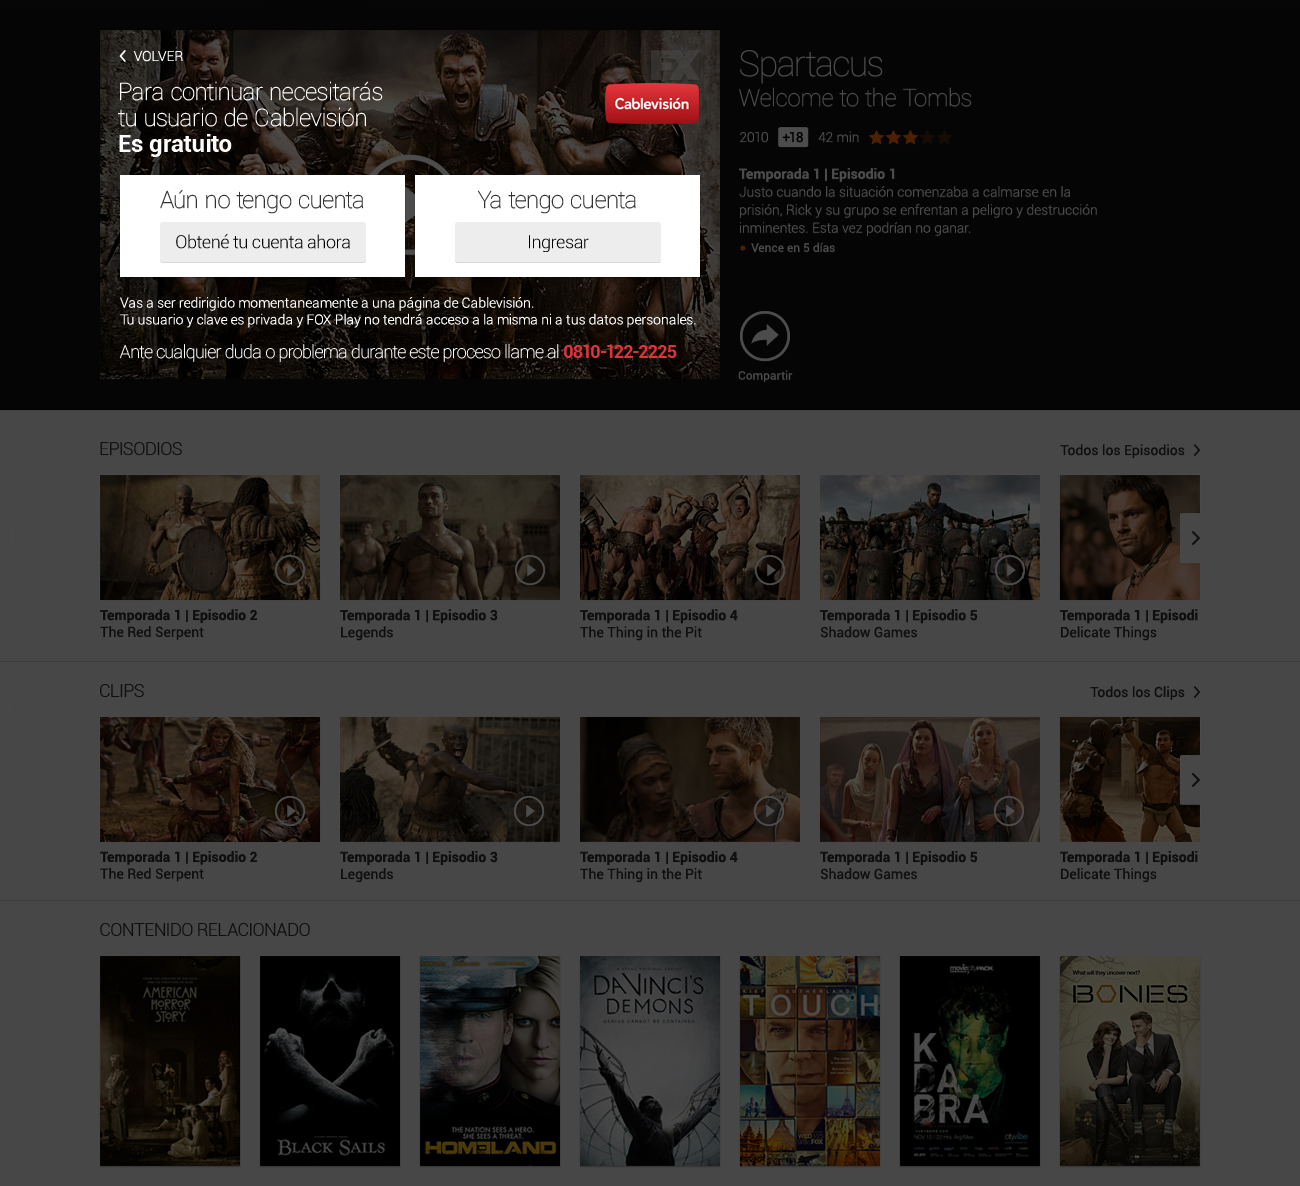 VOLVER
FX
Para continuar necesitarás
tu usuario de Cablevisión
Es gratuito
Cablevisión
Aún no tengo cuenta
Obtené tu cuenta ahora
Ya tengo cuenta
Ingresar
Vas a ser redirigido momentaneamente a una página de Cablevisión.
Tu usuario y clave es privada y FOX Play no tendrá acceso a la misma ni a tus datos personales.
Ante cualquier duda o problema durante este proceso llame al 0810-122-2225
Spartacus
Welcome to the Tombs
2010 +18 42 min
Temporada 1 | Episodio 1
Justo cuando la situación comenzaba a calmarse en la
prisión, Rick y su grupo se enfrentan a peligro y destrucción
inminentes. Esta vez podrían no ganar.
Vence en 5 días
Compartir
EPISODIOS
Todos los Episodios
Temporada 1 | Episodio 2
The Red Serpent
Temporada 1 | Episodio 3
Legends
Temporada 1 | Episodio 4
The Thing in the Pit
Temporada 1 | Episodio 5
Shadow Games
Temporada 1 | Episodi
Delicate Things
CLIPS
Todos los Clips
Temporada 1 | Episodio 2
The Red Serpent
Temporada 1 | Episodio 3
Legends
Temporada 1 | Episodio 4
The Thing in the Pit
Temporada 1 | Episodio 5
Shadow Games
Temporada 1 | Episodi
Delicate Things
CONTENIDO RELACIONADO
AMERICAN
HORROR
STORY
BLACK SAILS
THE NATION SEES A HERO.
SHE SEES A THREAT.
HOMELAND
DAVINCI'S
DEMONS
GENIUS CANNOT BE CONTAINED
TOUCH
moviecityPACK
K
DA
BRA
citytvibe
What will they uncover next?
BONES